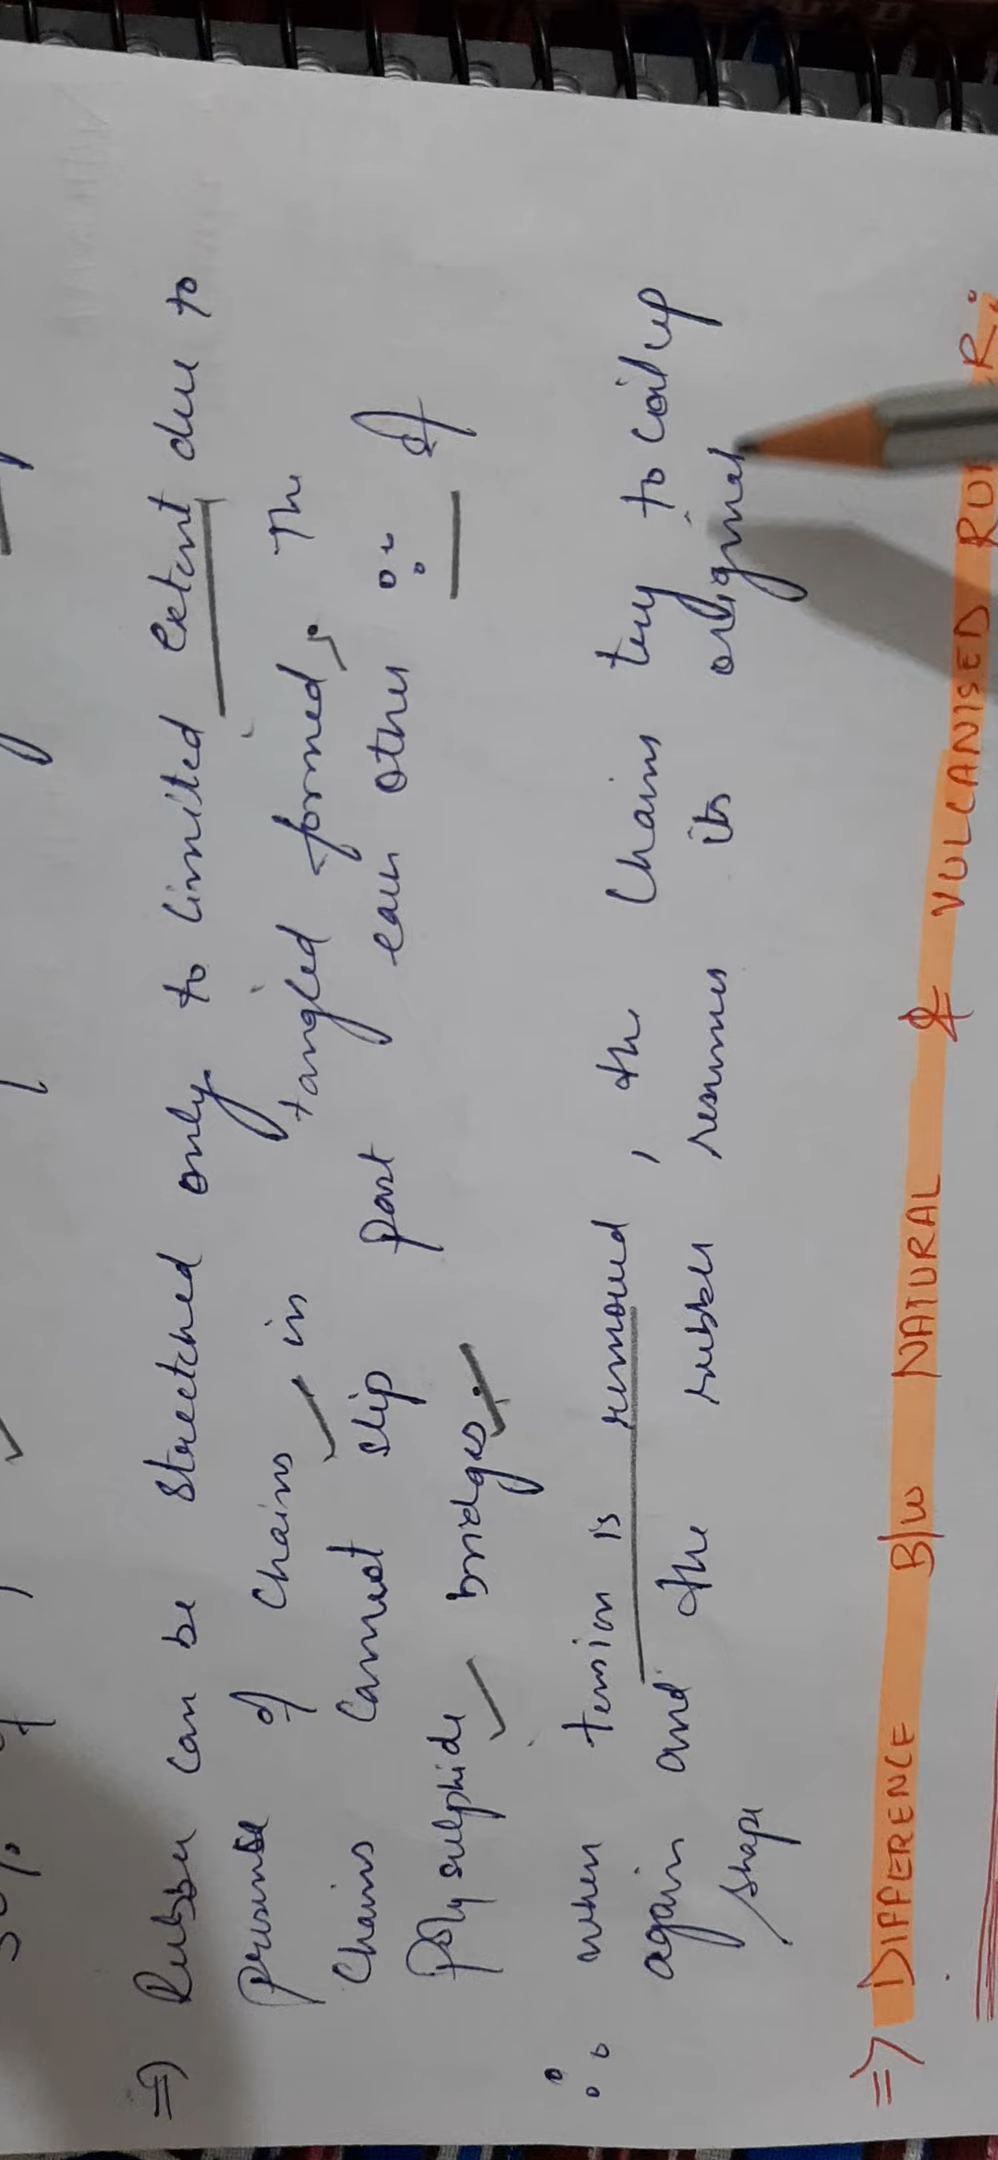 => Rubber can be stretched only to limited extent due to
presence of chains in tangled formed. The
chains cannot slip past each other ∵ of
polysulphide bridges.
∴ when tension is removed, the chains try to coil up
again and the rubber resumes its original
shape
=> DIFFERENCE B/w NATURAL & VULCANISED